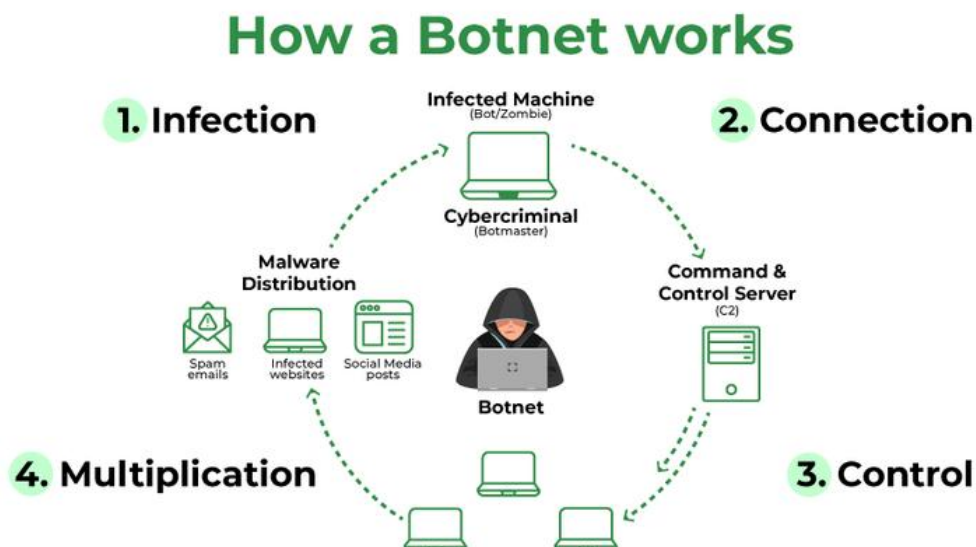 How a Botnet works
1. Infection
Infected Machine
(Bot/Zombie)
2. Connection
Cybercriminal
(Botmaster)
Malware
Distribution
Spam
emails
Infected
websites
Social Media
posts
Command &
Control Server
(C2)
Botnet
4. Multiplication
3. Control